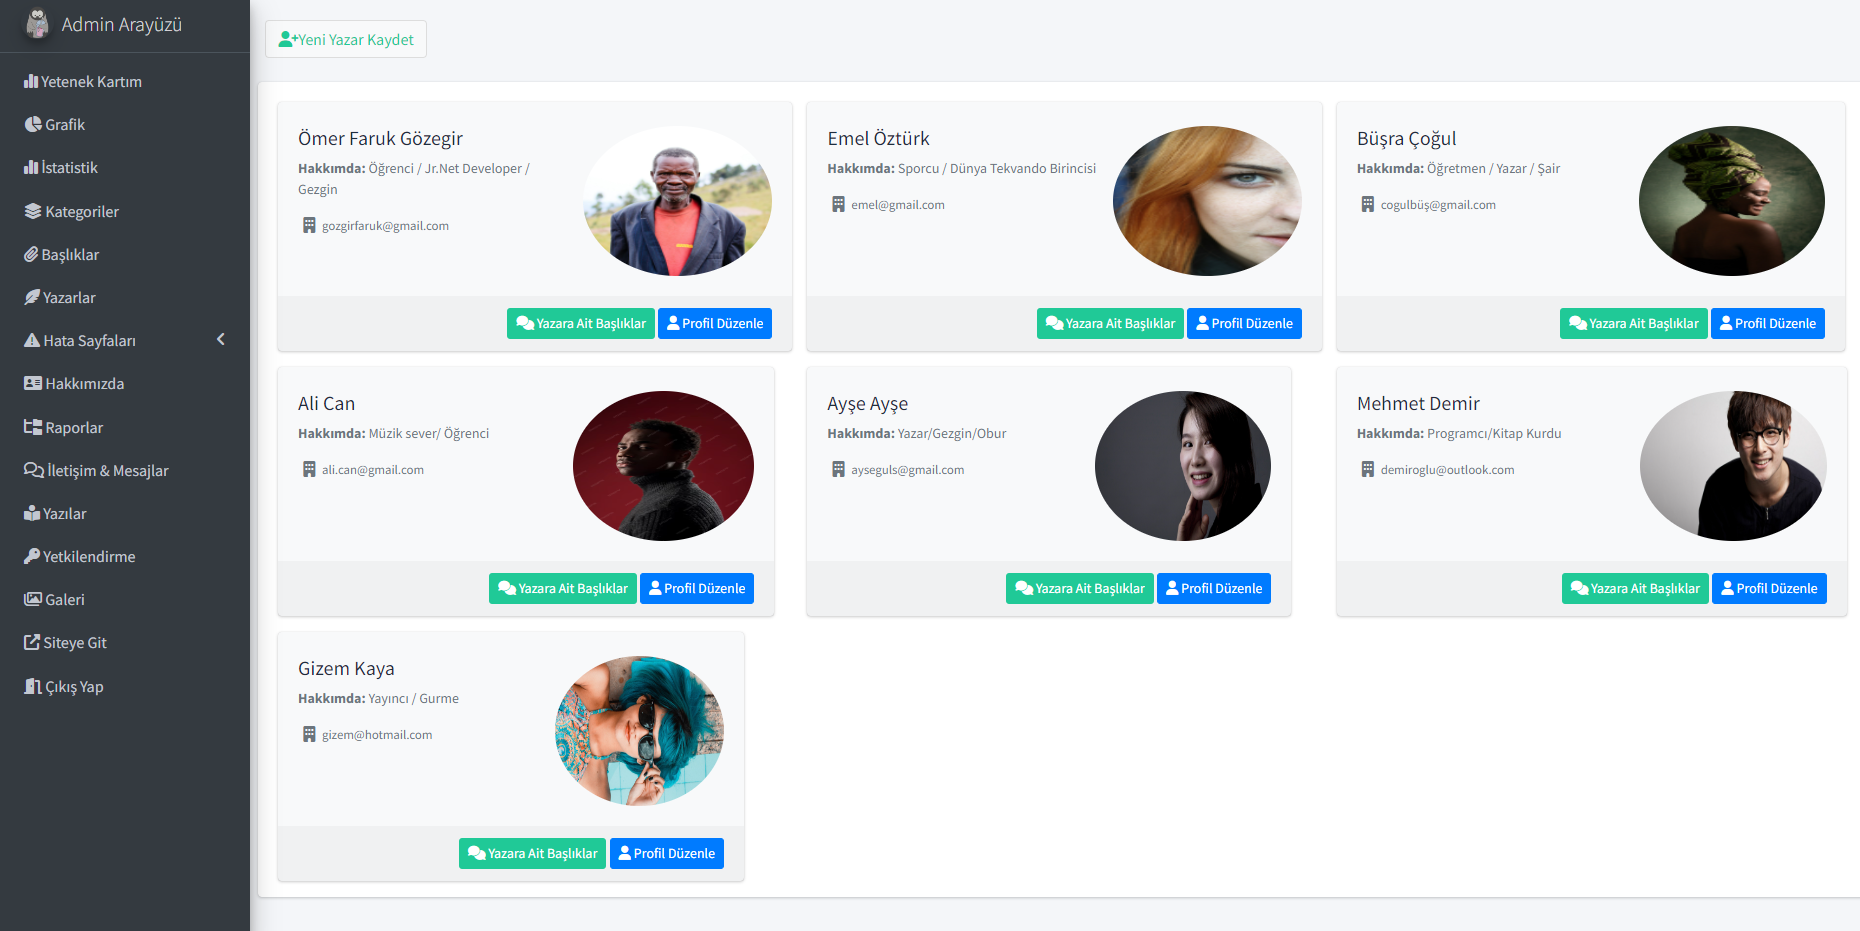 Admin Arayüzü
Yetenek Kartım
Grafik
İstatistik
Kategoriler
Başlıklar
Yazarlar
Hata Sayfaları
Hakkımızda
Raporlar
İletişim & Mesajlar
Yazılar
Yetkilendirme
Galeri
Siteye Git
Çıkış Yap
Yeni Yazar Kaydet
Ömer Faruk Gözegir
Hakkımda: Öğrenci / Jr.Net Developer /
Gezgin
gozgirfaruk@gmail.com
Yazara Ait Başlıklar Profil Düzenle
Emel Öztürk
Hakkımda: Sporcu / Dünya Tekvando Birincisi
emel@gmail.com
Yazara Ait Başlıklar Profil Düzenle
Büşra Çoğul
Hakkımda: Öğretmen / Yazar / Şair
cogulbüş@gmail.com
Yazara Ait Başlıklar Profil Düzenle
Ali Can
Hakkımda: Müzik sever/ Öğrenci
ali.can@gmail.com
Yazara Ait Başlıklar Profil Düzenle
Ayşe Ayşe
Hakkımda: Yazar/Gezgin/Obur
ayseguls@gmail.com
Yazara Ait Başlıklar Profil Düzenle
Mehmet Demir
Hakkımda: Programcı/Kitap Kurdu
demiroglu@outlook.com
Yazara Ait Başlıklar Profil Düzenle
Gizem Kaya
Hakkımda: Yayıncı / Gurme
gizem@hotmail.com
Yazara Ait Başlıklar Profil Düzenle